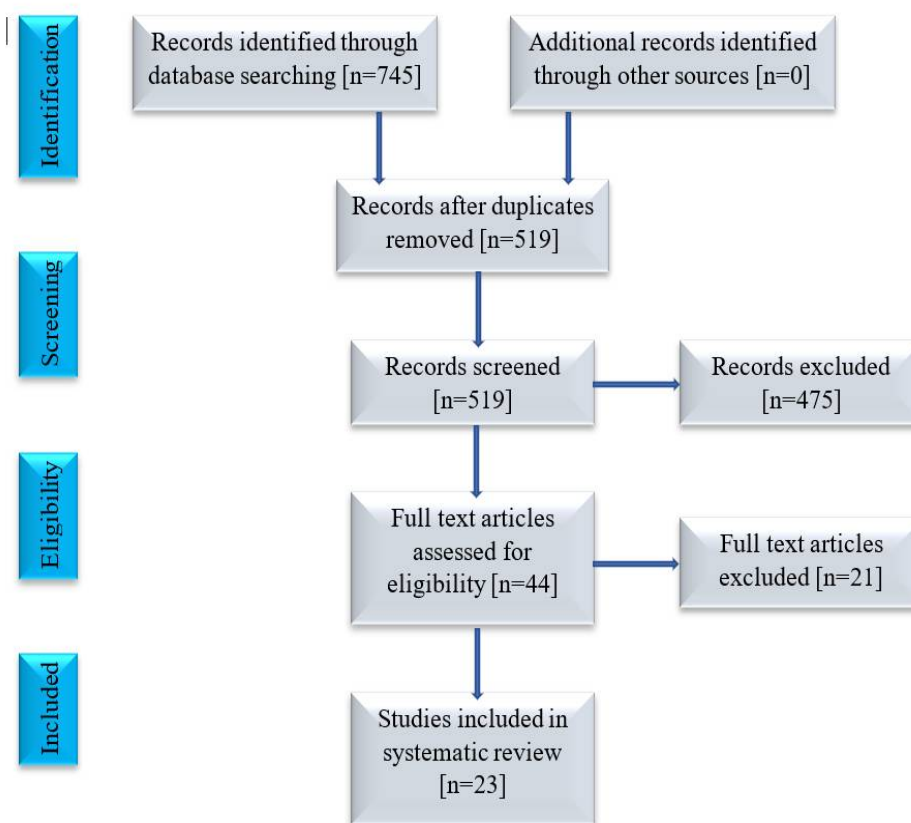 Identification
Records identified through
database searching [n=745]
Additional records identified
through other sources [n=0]
Records after duplicates
removed [n=519]
Screening
Records screened
[n=519]
Records excluded
[n=475]
Eligibility
Full text articles
assessed for
eligibility [n=44]
Full text articles
excluded [n=21]
Included
Studies included in
systematic review
[n=23]